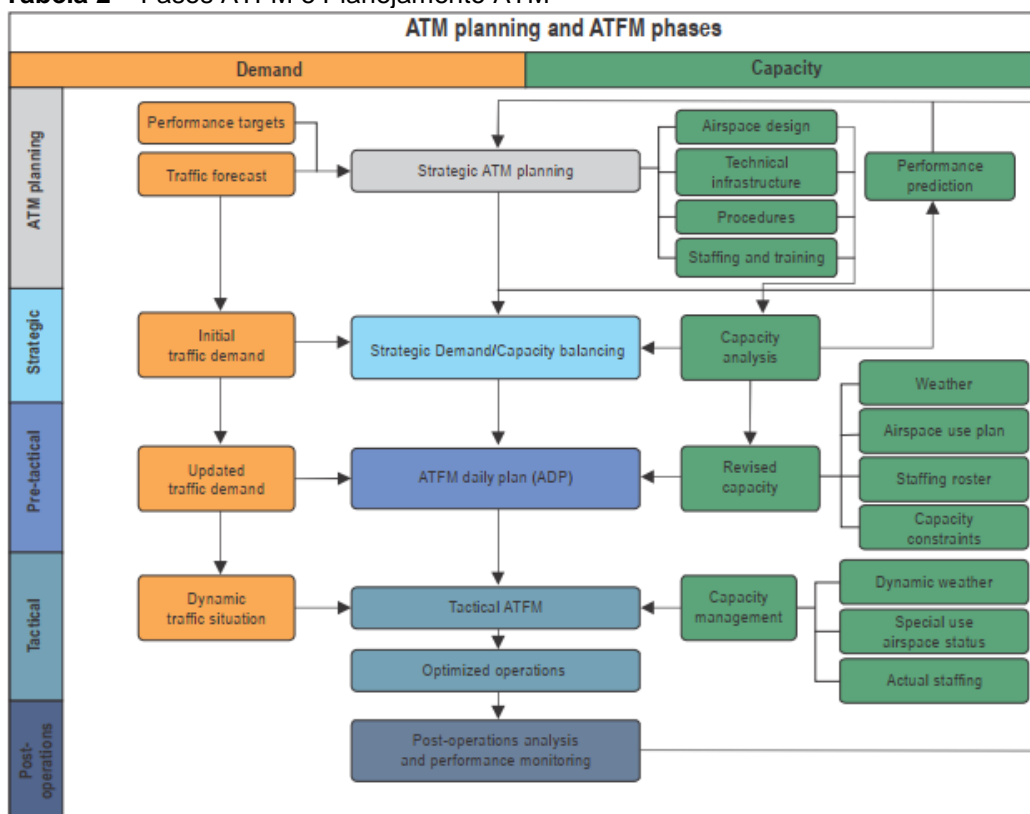 Tabela 2 – Fases ATFM e Planejamento ATM
ATM planning and ATFM phases
Demand
Capacity
ATM planning
Performance targets
Traffic forecast
Strategic ATM planning
Airspace design
Technical
infrastructure
Procedures
Staffing and training
Performance
prediction
Strategic
Initial
traffic demand
Strategic Demand/Capacity balancing
Capacity
analysis
Pre-tactical
Updated
traffic demand
ATFM daily plan (ADP)
Revised
capacity
Weather
Airspace use plan
Staffing roster
Capacity
constraints
Tactical
Dynamic
traffic situation
Tactical ATFM
Optimized operations
Capacity
management
Dynamic weather
Special use
airspace status
Actual staffing
Post-
operations
Post-operations analysis
and performance monitoring